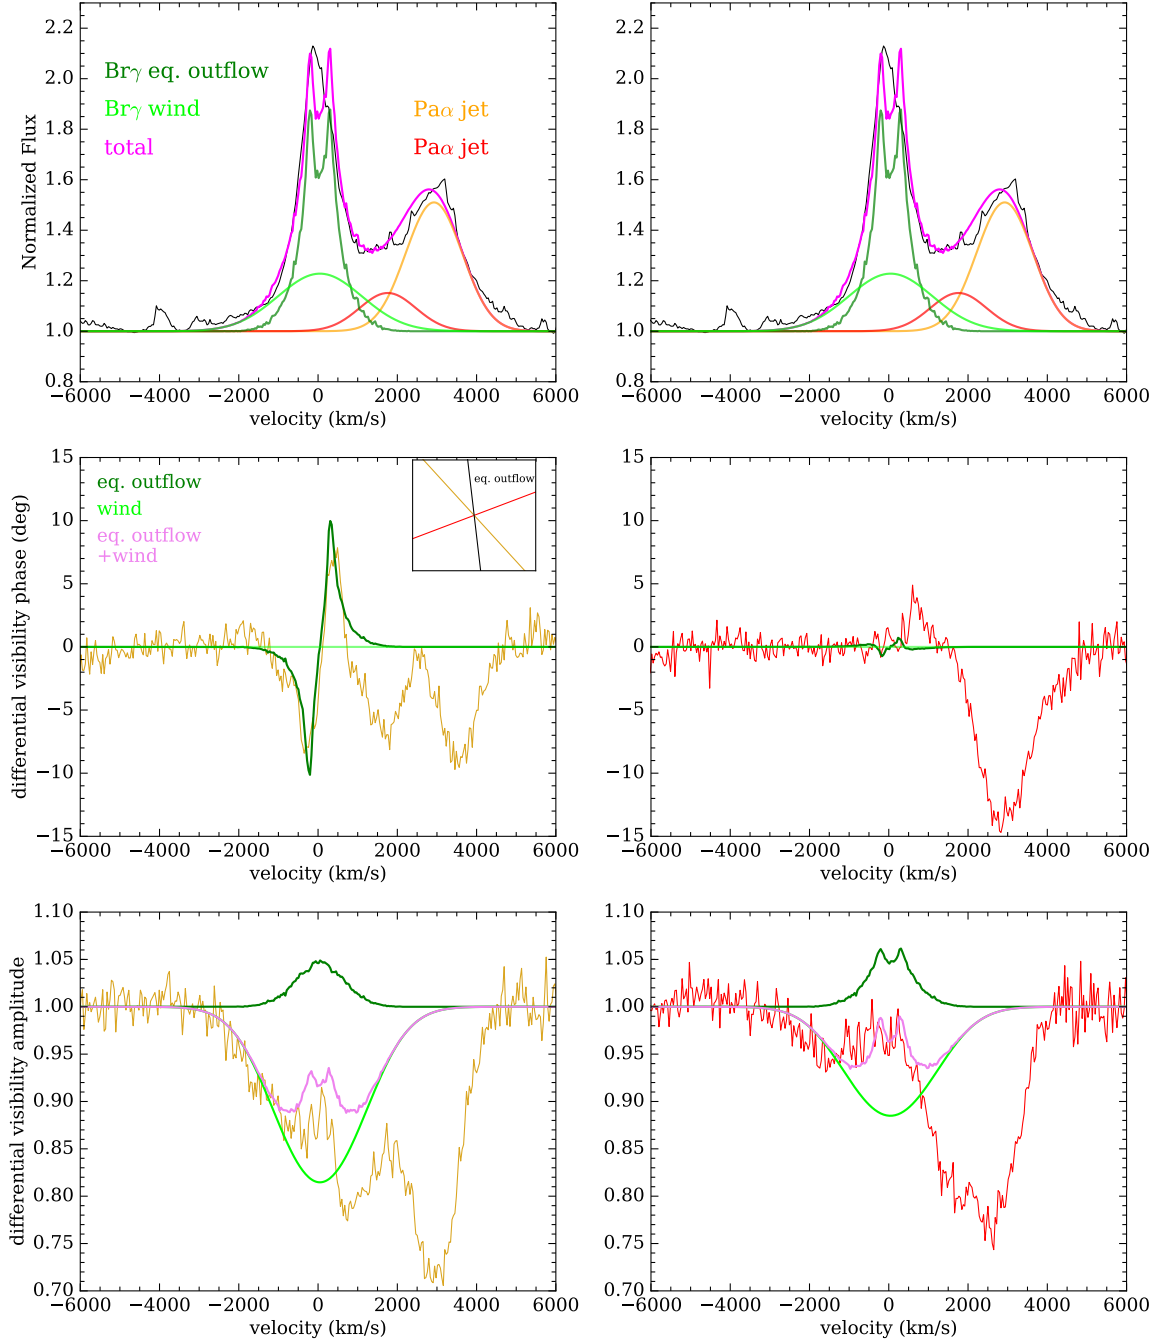 2.2
2.0
1.8
1.6
1.4
1.2
1.0
0.8
Normalized Flux
Brγ eq. outflow
Brγ wind
total
Paα jet
Paα jet
−6000 −4000 −2000 0 2000 4000 6000
velocity (km/s)
2.2
2.0
1.8
1.6
1.4
1.2
1.0
0.8
−6000 −4000 −2000 0 2000 4000 6000
velocity (km/s)
15
10
5
0
−5
−10
−15
differential visibility phase (deg)
eq. outflow
wind
eq. outflow
+wind
eq. outflow
−6000 −4000 −2000 0 2000 4000 6000
velocity (km/s)
15
10
5
0
−5
−10
−15
−6000 −4000 −2000 0 2000 4000 6000
velocity (km/s)
1.10
1.05
1.00
0.95
0.90
0.85
0.80
0.75
0.70
differential visibility amplitude
−6000 −4000 −2000 0 2000 4000 6000
velocity (km/s)
1.10
1.05
1.00
0.95
0.90
0.85
0.80
0.75
0.70
−6000 −4000 −2000 0 2000 4000 6000
velocity (km/s)